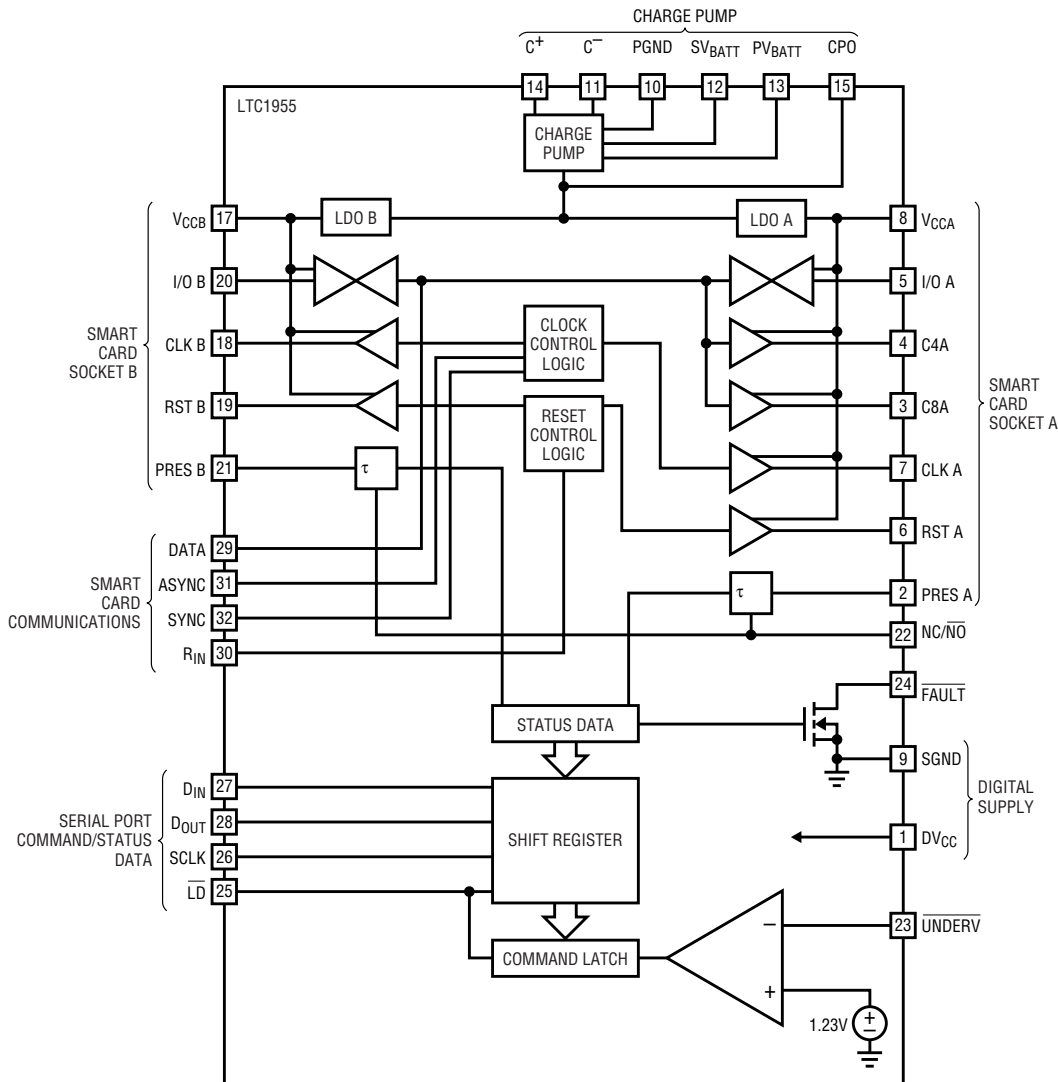 CHARGE PUMP
C+ C– PGND SVBATT PVBATT CPO
14 11 10 12 13 15
LTC1955
CHARGE
PUMP
VCCB 17
LDO B
LDO A
8 VCCA
I/O B 20
5 I/O A
SMART
CARD
SOCKET B
CLK B 18
CLOCK
CONTROL
LOGIC
4 C4A
RST B 19
RESET
CONTROL
LOGIC
3 C8A
SMART
CARD
SOCKET A
PRES B 21
τ
7 CLK A
6 RST A
SMART
CARD
COMMUNICATIONS
DATA 29
ASYNC 31
SYNC 32
RIN 30
τ
2 PRES A
22 NC/N̅O̅
24 F̅A̅U̅L̅T̅
STATUS DATA
9 SGND
DIGITAL
SUPPLY
1 DVCC
SERIAL PORT
COMMAND/STATUS
DATA
DIN 27
DOUT 28
SCLK 26
L̅D̅ 25
SHIFT REGISTER
COMMAND LATCH
–
+
23 U̅N̅D̅E̅R̅V̅
1.23V
+
–